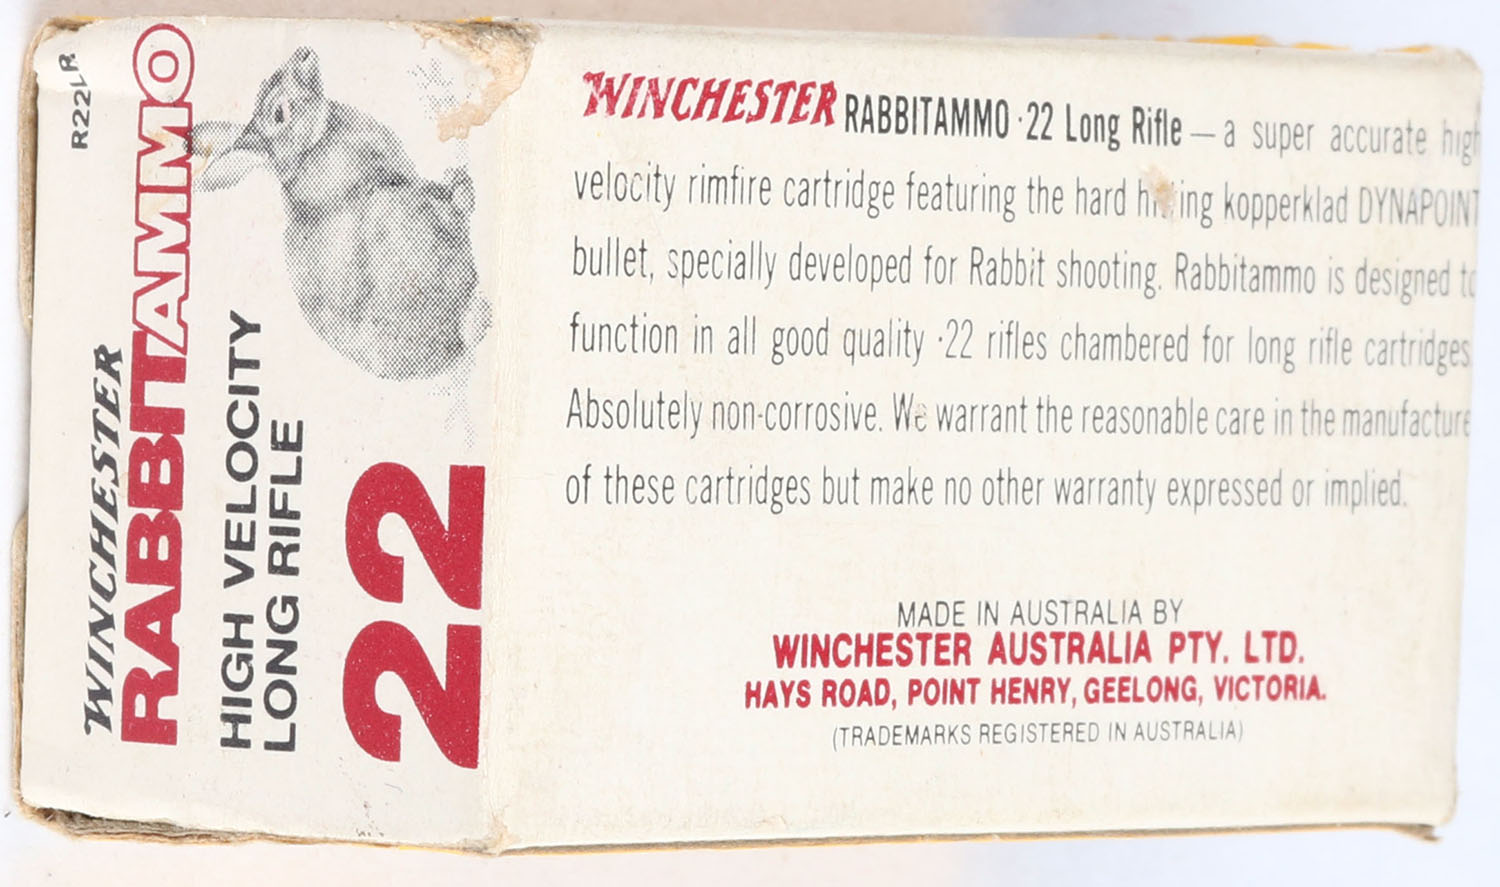 R22LR
WINCHESTER
RABBITAMMO
HIGH VELOCITY
LONG RIFLE
22
WINCHESTER RABBITAMMO ·22 Long Rifle — a super accurate high
velocity rimfire cartridge featuring the hard hitting kopperklad DYNAPOINT
bullet, specially developed for Rabbit shooting. Rabbitammo is designed to
function in all good quality ·22 rifles chambered for long rifle cartridges.
Absolutely non-corrosive. We warrant the reasonable care in the manufacture
of these cartridges but make no other warranty expressed or implied.
MADE IN AUSTRALIA BY
WINCHESTER AUSTRALIA PTY. LTD.
HAYS ROAD, POINT HENRY, GEELONG, VICTORIA.
(TRADEMARKS REGISTERED IN AUSTRALIA)